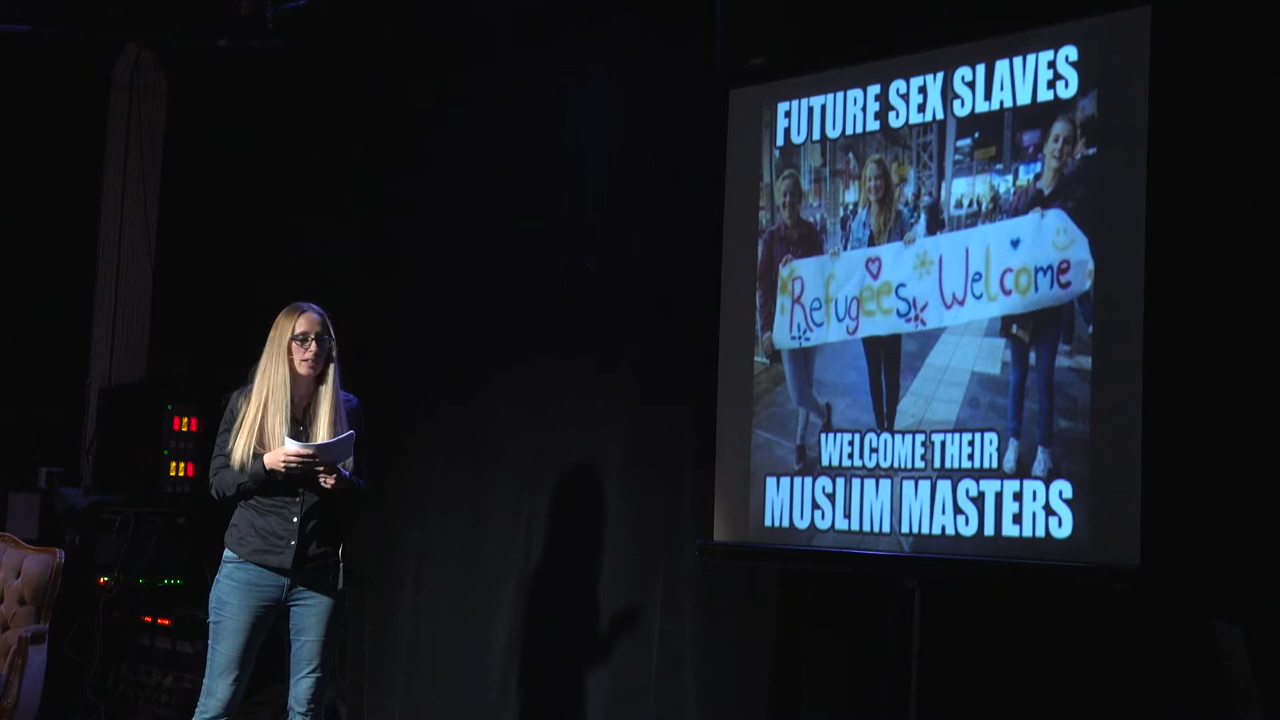 FUTURE SEX SLAVES
Refugees Welcome
WELCOME THEIR
MUSLIM MASTERS